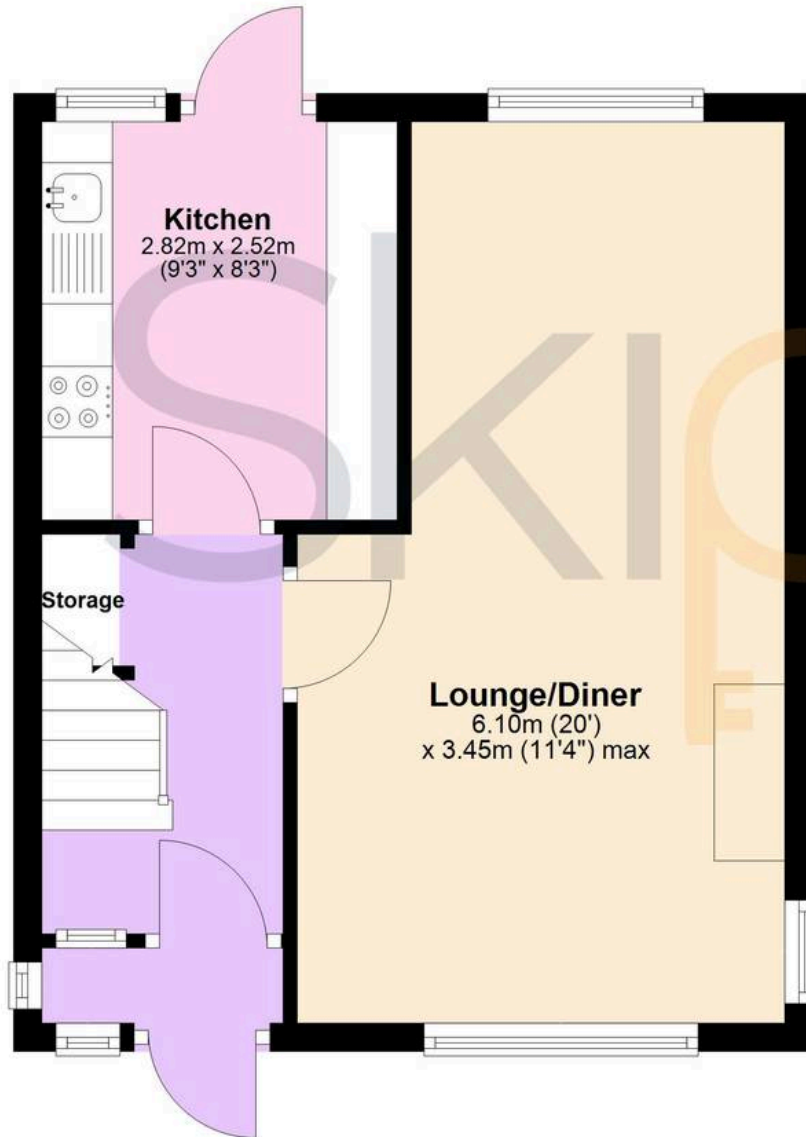 Kitchen
2.82m x 2.52m
(9'3" x 8'3")
Storage
Lounge/Diner
6.10m (20')
x 3.45m (11'4") max
SKIP